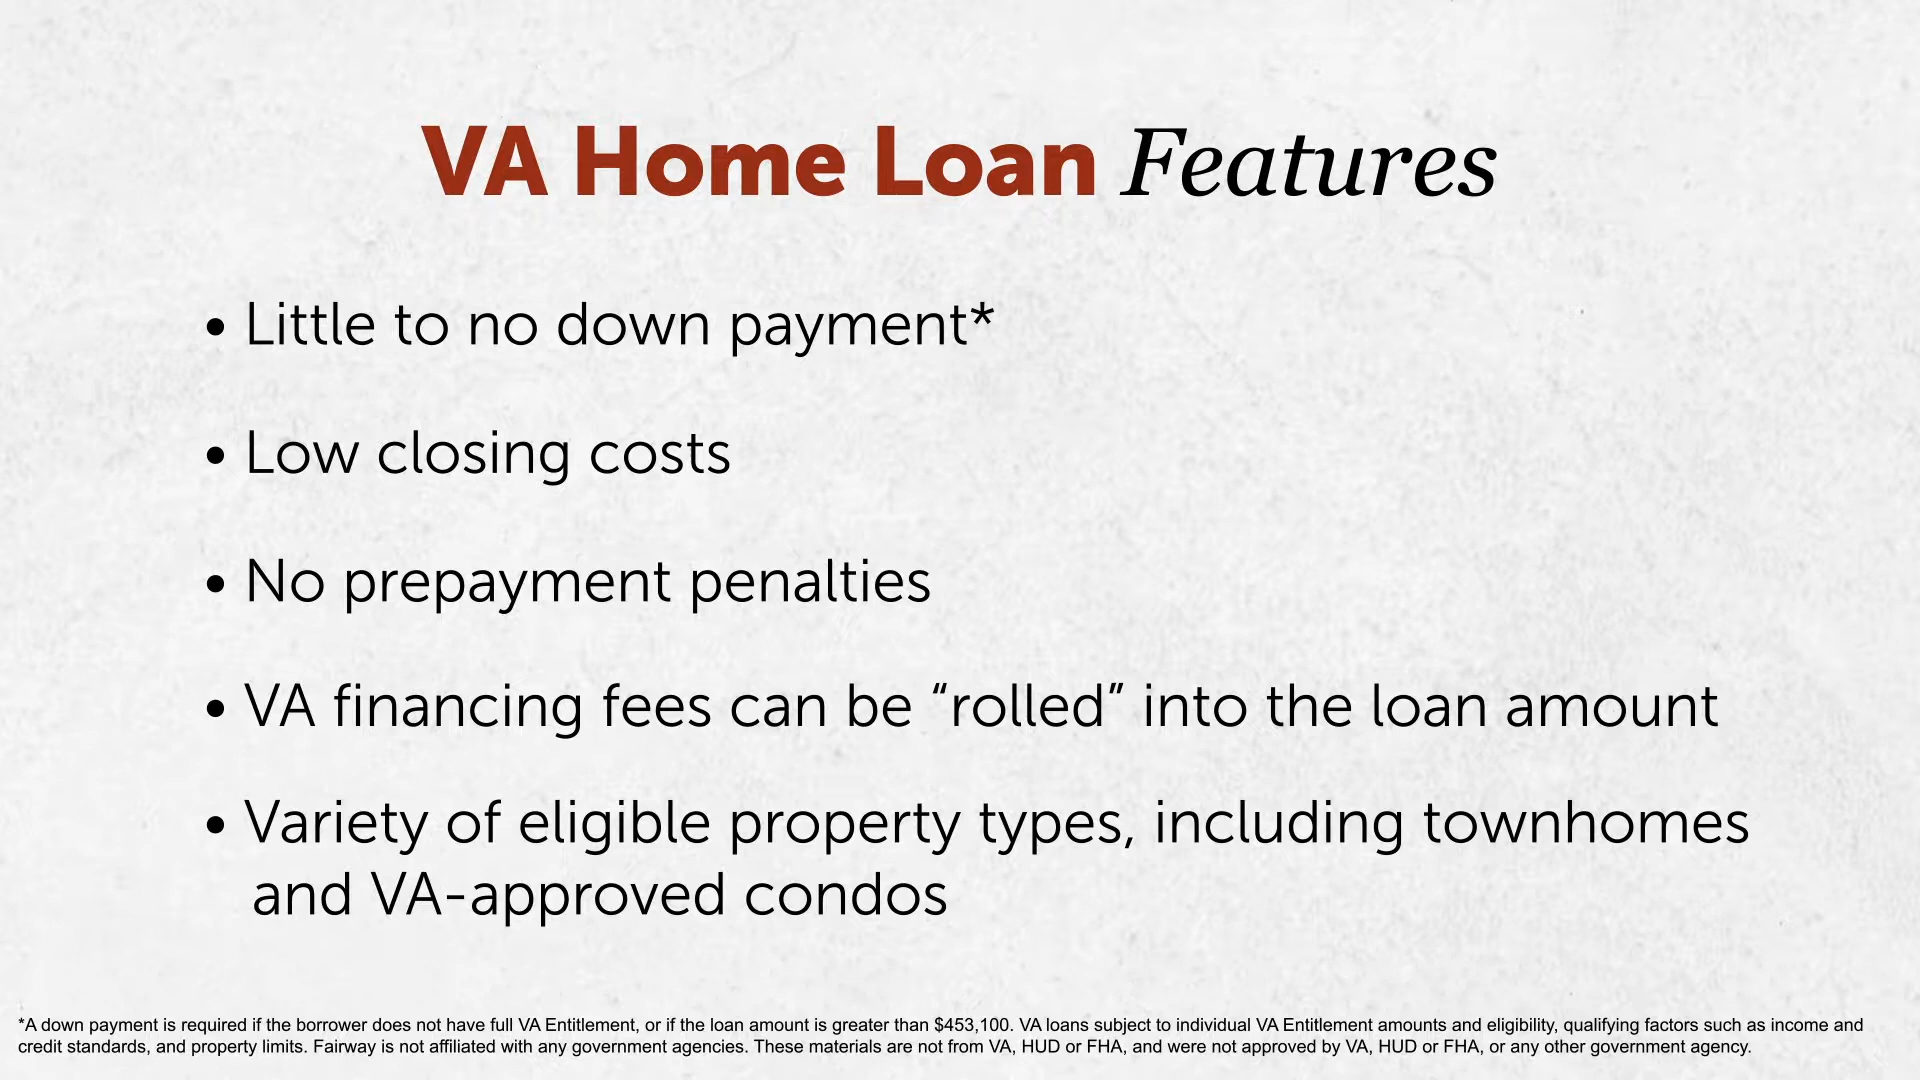 VA Home Loan Features
• Little to no down payment*
• Low closing costs
• No prepayment penalties
• VA financing fees can be “rolled” into the loan amount
• Variety of eligible property types, including townhomes
and VA-approved condos
*A down payment is required if the borrower does not have full VA Entitlement, or if the loan amount is greater than $453,100. VA loans subject to individual VA Entitlement amounts and eligibility, qualifying factors such as income and
credit standards, and property limits. Fairway is not affiliated with any government agencies. These materials are not from VA, HUD or FHA, and were not approved by VA, HUD or FHA, or any other government agency.